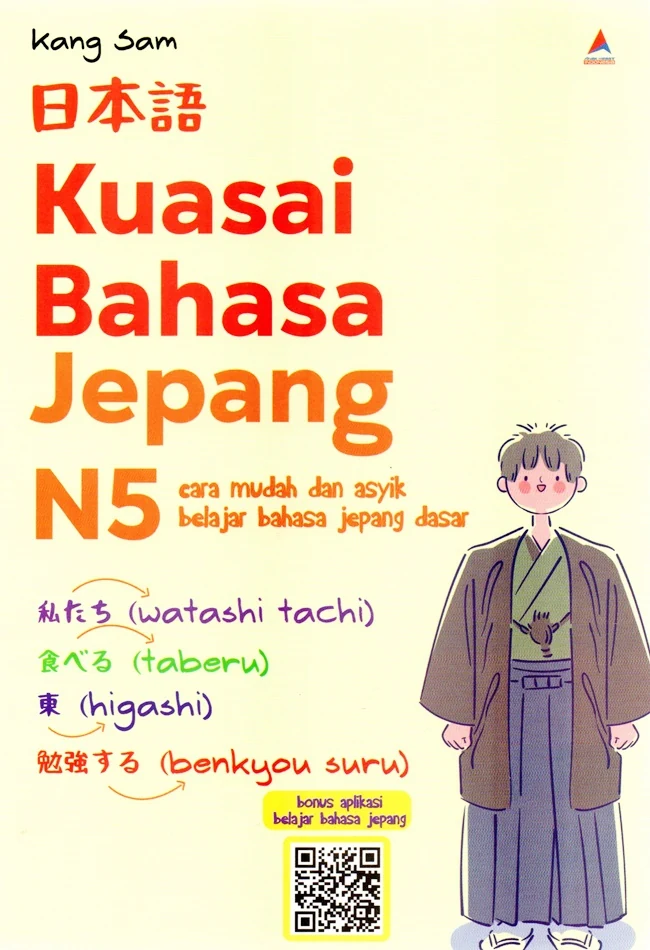 Kang Sam
日本語
Kuasai
Bahasa
Jepang
N5
cara mudah dan asyik
belajar bahasa jepang dasar
私たち (watashi tachi)
食べる (taberu)
東 (higashi)
勉強する (benkyou suru)
bonus aplikasi
belajar bahasa jepang